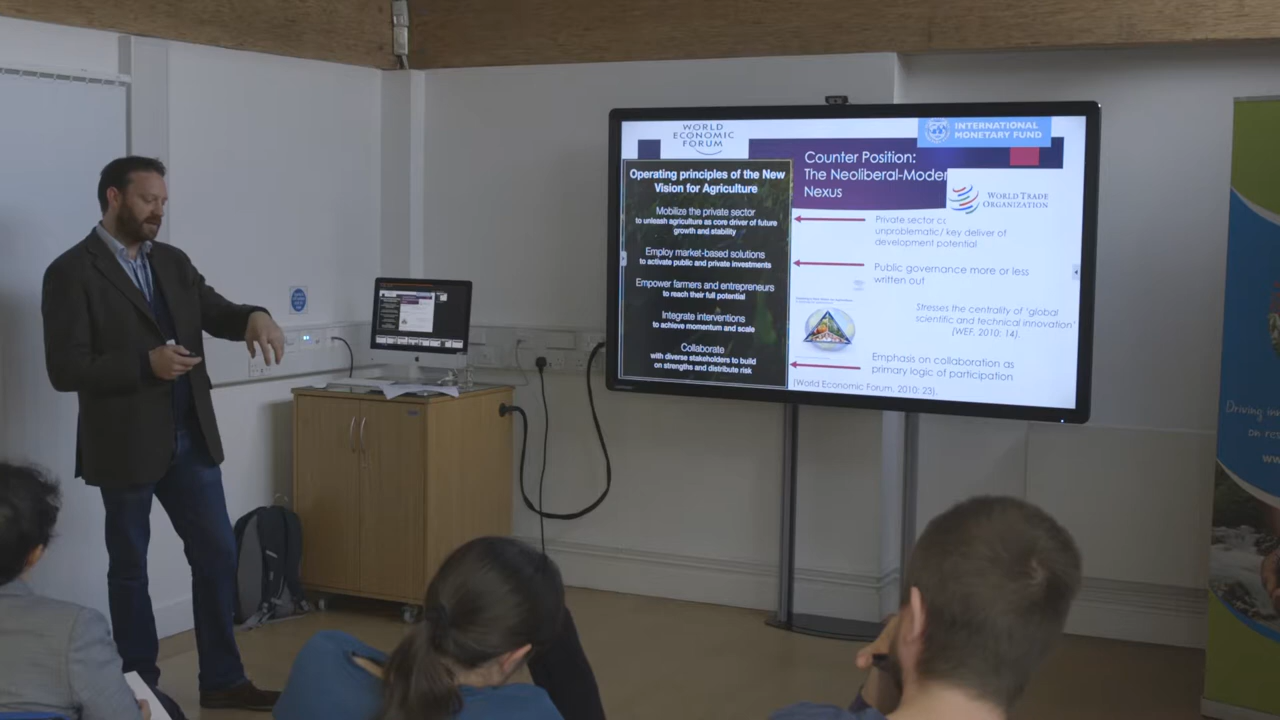 WORLD
ECONOMIC
FORUM
INTERNATIONAL
MONETARY FUND
Counter Position:
The Neoliberal-Moder
Nexus
WORLD TRADE
ORGANIZATION
Operating principles of the New
Vision for Agriculture
Mobilize the private sector
to unleash agriculture as core driver of future
growth and stability
Employ market-based solutions
to activate public and private investments
Empower farmers and entrepreneurs
to reach their full potential
Integrate interventions
to achieve momentum and scale
Collaborate
with diverse stakeholders to build
on strengths and distribute risk
Private sector
unproblematic/ key deliver of
development potential
Public governance more or less
written out
Stresses the centrality of 'global
scientific and technical innovation'
(WEF, 2010: 14).
Emphasis on collaboration as
primary logic of participation
(World Economic Forum, 2010: 23).
Driving
on